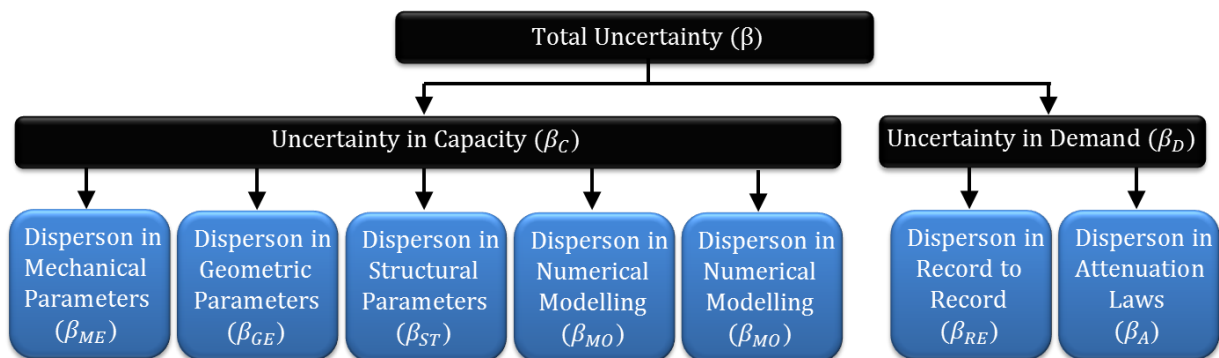 Total Uncertainty (β)
Uncertainty in Capacity (β_C)
Uncertainty in Demand (β_D)
Disperson in
Mechanical
Parameters
(β_ME)
Disperson in
Geometric
Parameters
(β_GE)
Disperson in
Structural
Parameters
(β_ST)
Disperson in
Numerical
Modelling
(β_MO)
Disperson in
Numerical
Modelling
(β_MO)
Disperson in
Record to
Record
(β_RE)
Disperson in
Attenuation
Laws
(β_A)